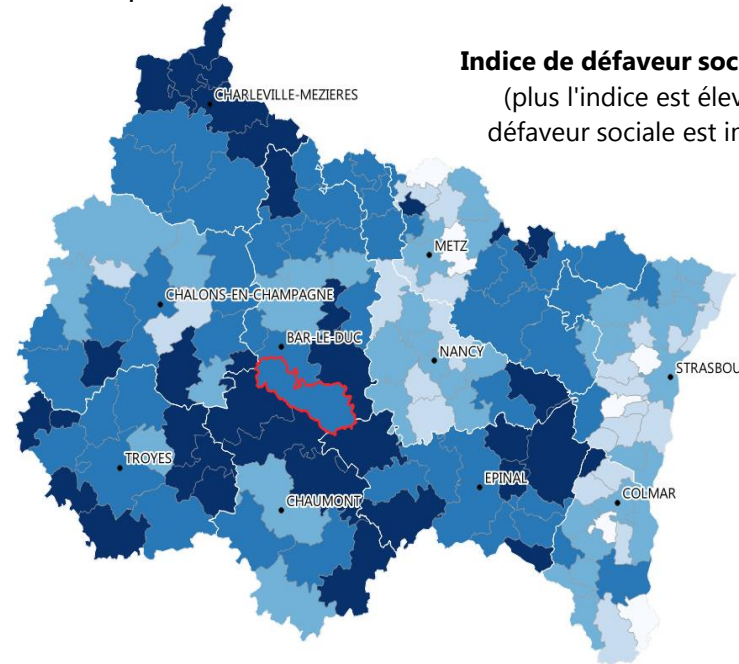 Indice de défaveur soci
(plus l'indice est élev
défaveur sociale est in
CHARLEVILLE-MEZIERES
METZ
CHALONS-EN-CHAMPAGNE
BAR-LE-DUC
NANCY
STRASBOU
TROYES
EPINAL
CHAUMONT
COLMAR